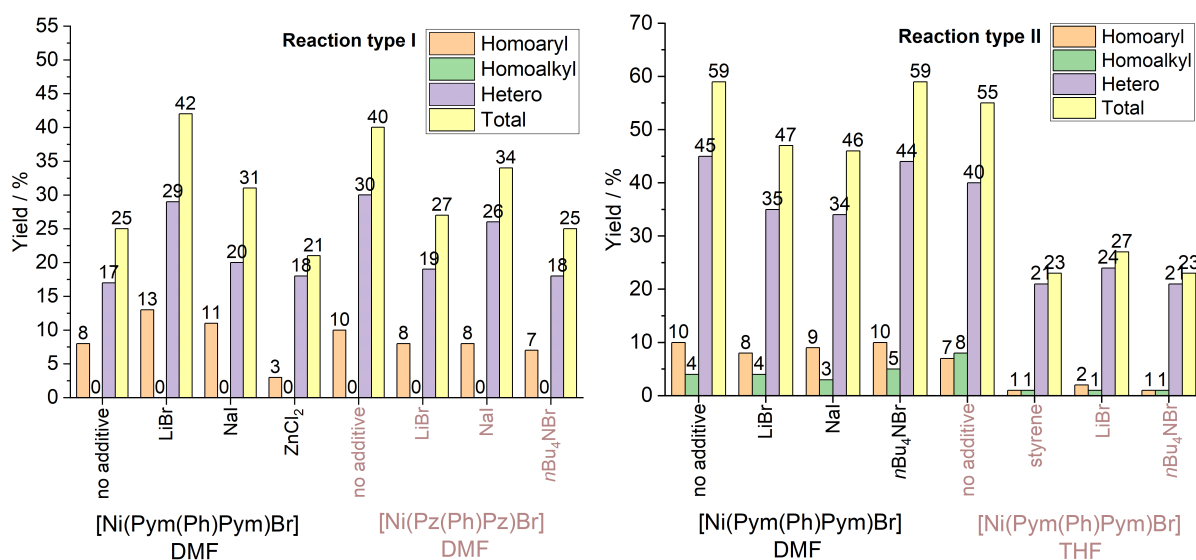 Reaction type I
Homoaryl
Homoalkyl
Hetero
Total
Yield / %
55
50
45
40
35
30
25
20
15
10
5
0
8 0 17 25
13 0 29 42
11 0 20 31
3 0 18 21
10 0 30 40
8 0 19 27
8 0 26 34
7 0 18 25
no additive
LiBr
NaI
ZnCl₂
no additive
LiBr
NaI
nBu₄NBr
[Ni(Pym(Ph)Pym)Br]
DMF
[Ni(Pz(Ph)Pz)Br]
DMF
Reaction type II
Homoaryl
Homoalkyl
Hetero
Total
Yield / %
70
60
50
40
30
20
10
0
10 4 45 59
8 4 35 47
9 3 34 46
10 5 44 59
7 8 40 55
1 1 21 23
2 1 24 27
1 1 21 23
no additive
LiBr
NaI
nBu₄NBr
no additive
styrene
LiBr
nBu₄NBr
[Ni(Pym(Ph)Pym)Br]
DMF
[Ni(Pym(Ph)Pym)Br]
THF